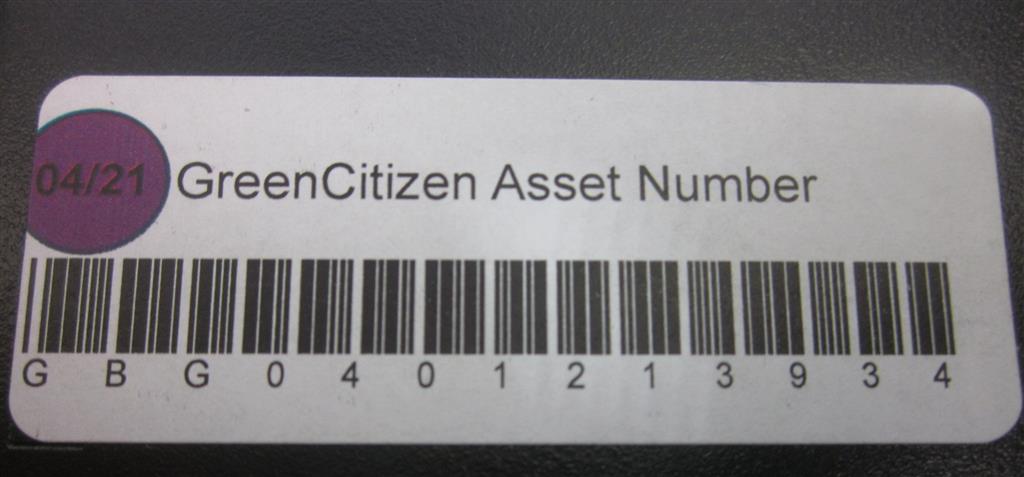 04/21 GreenCitizen Asset Number
G B G 0 4 0 1 2 1 3 9 3 4